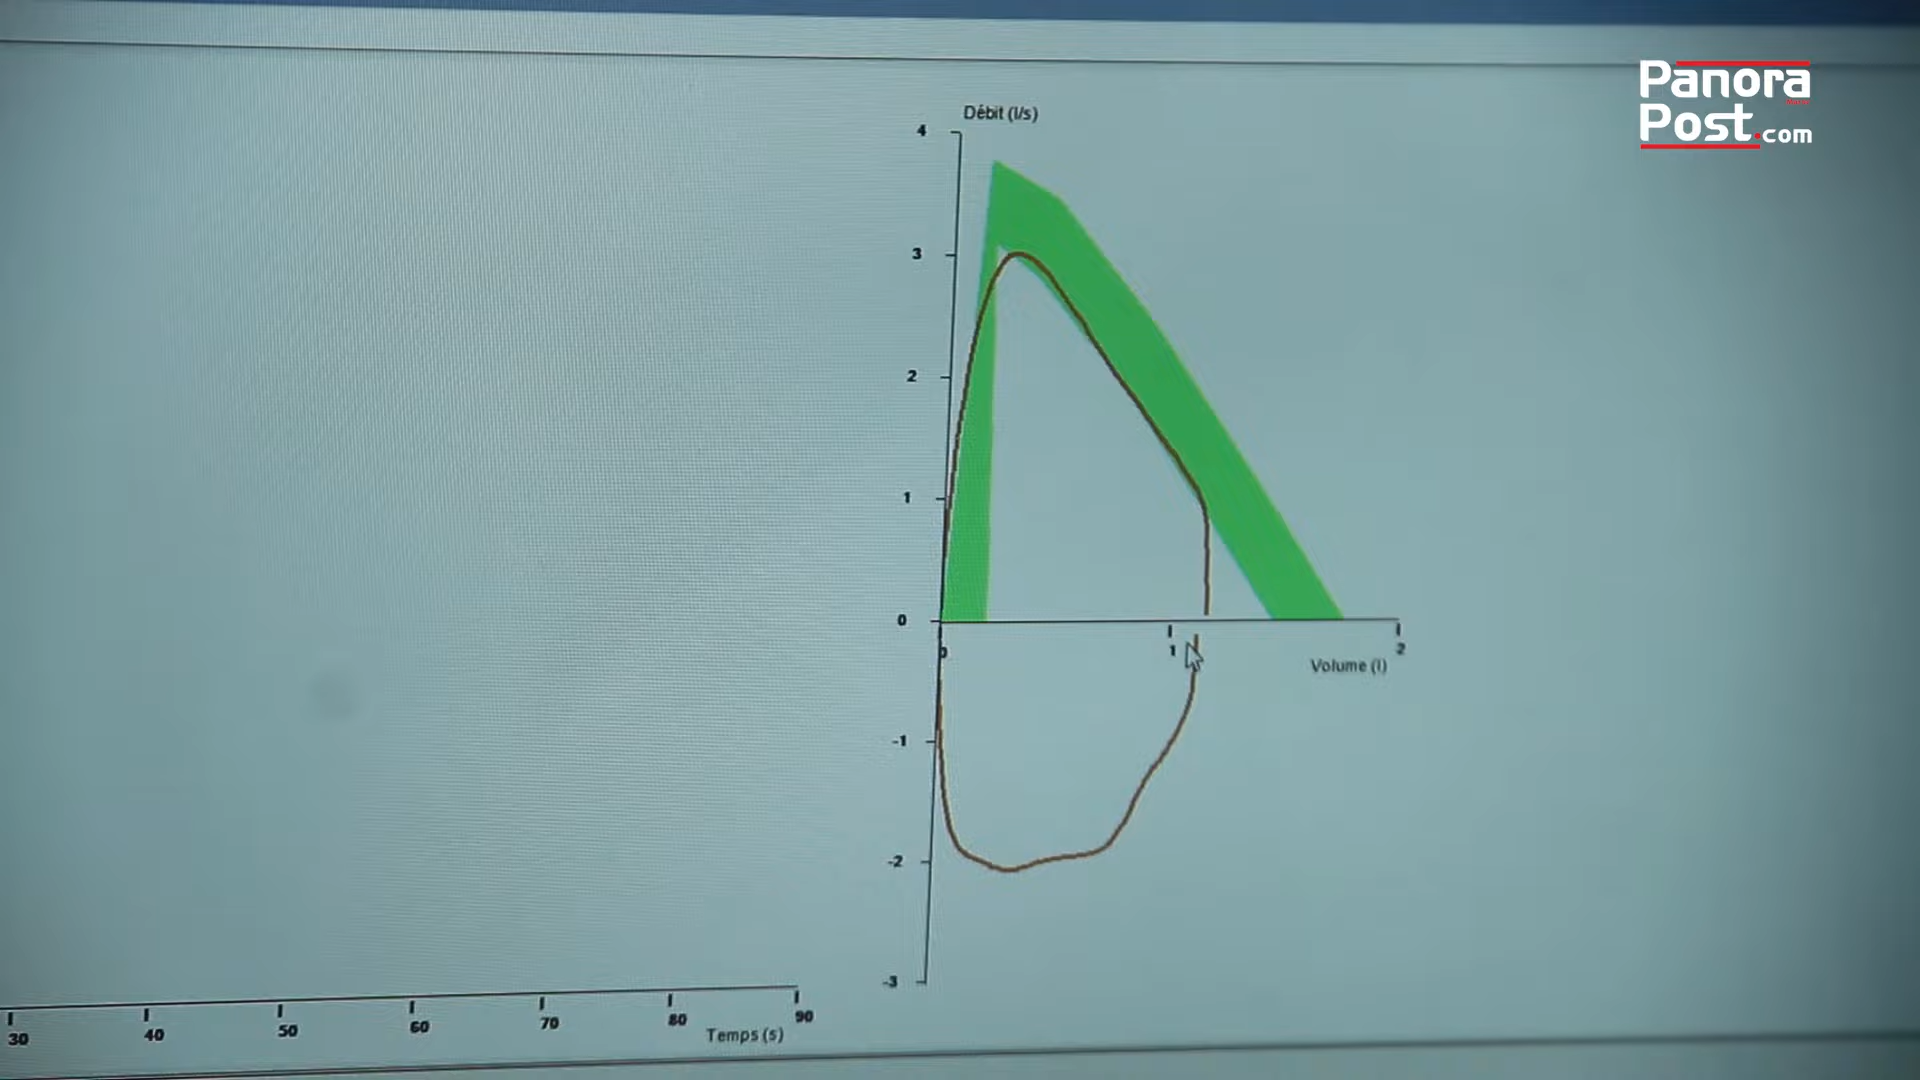 Panora
Post.com
Débit (l/s)
4
3
2
1
0
0
1
2
Volume (l)
-1
-2
-3
30 40 50 60 70 80 90
Temps (s)